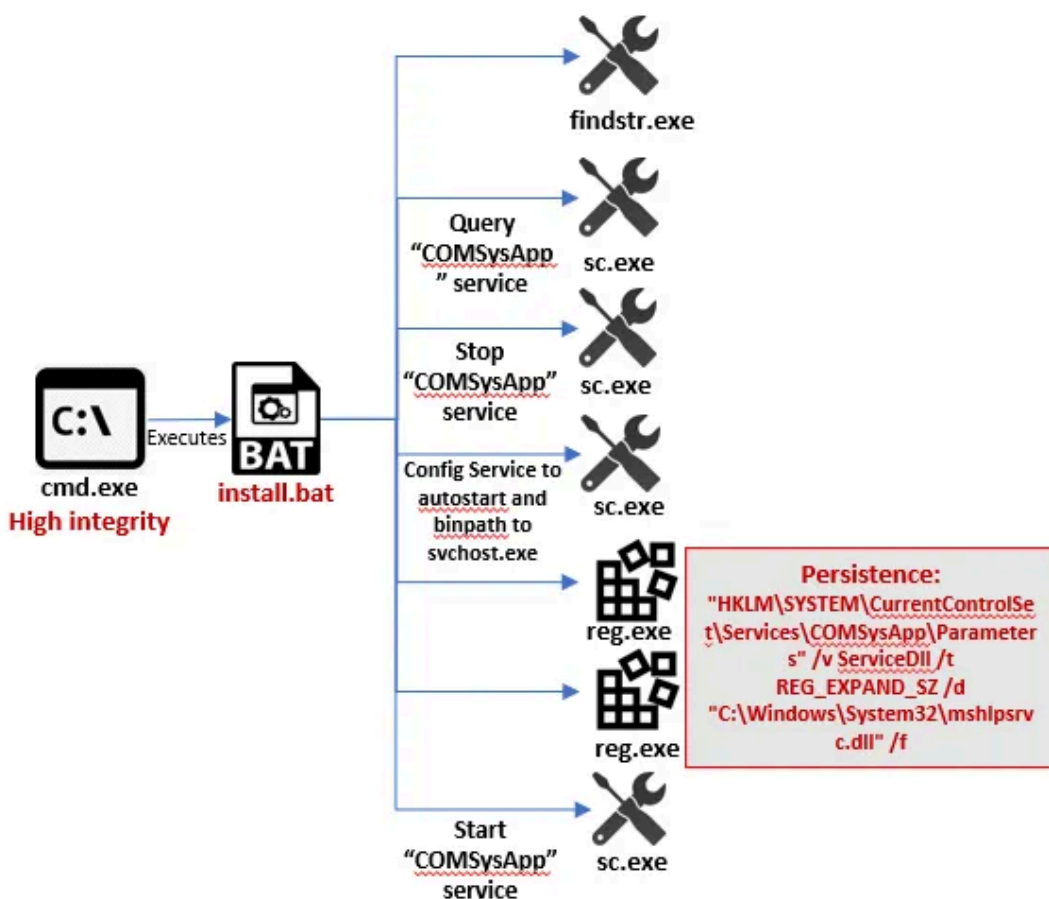 findstr.exe
Query
“COMSysApp
” service
sc.exe
Stop
“COMSysApp”
service
sc.exe
C:\
cmd.exe
High integrity
Executes
BAT
install.bat
Config Service to
autostart and
binpath to
svchost.exe
sc.exe
reg.exe
reg.exe
Persistence:
"HKLM\SYSTEM\CurrentControlSe
t\Services\COMSysApp\Parameter
s" /v ServiceDll /t
REG_EXPAND_SZ /d
"C:\Windows\System32\mshlpsrv
c.dll" /f
Start
“COMSysApp”
service
sc.exe